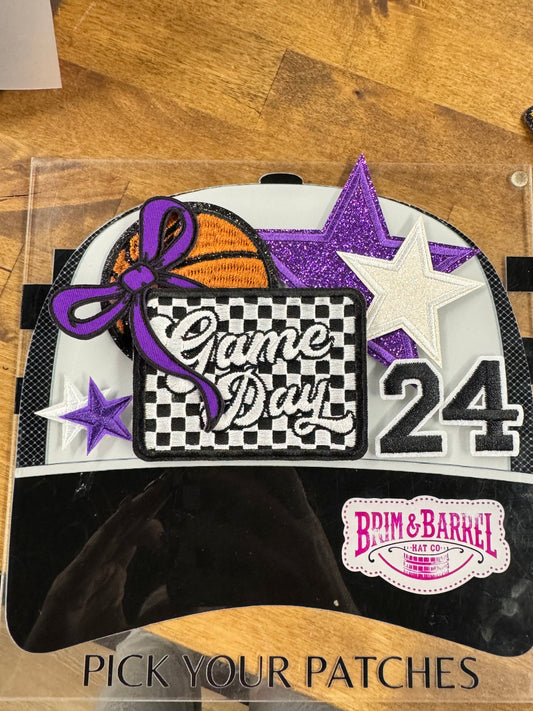 Game
Day
24
BRIM & BARREL
HAT CO
PICK YOUR PATCHES